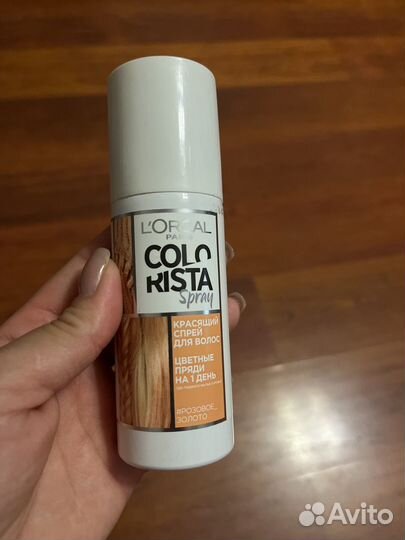 L'ORÉAL
PARIS
COLO
RISTA
Spray
КРАСЯЩИЙ
СПРЕЙ
ДЛЯ ВОЛОС
ЦВЕТНЫЕ
ПРЯДИ
НА 1 ДЕНЬ
#РОЗОВОЕ_
ЗОЛОТО
Avito